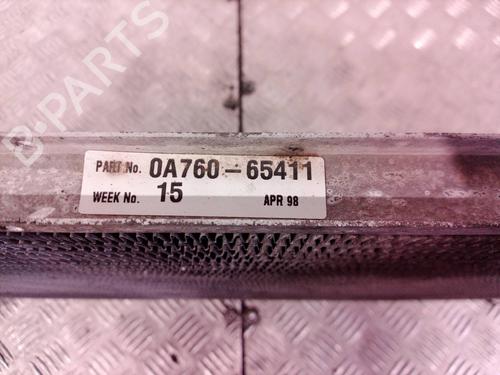 B-PARTS
PART No. 0A760-65411
WEEK No. 15 APR 98